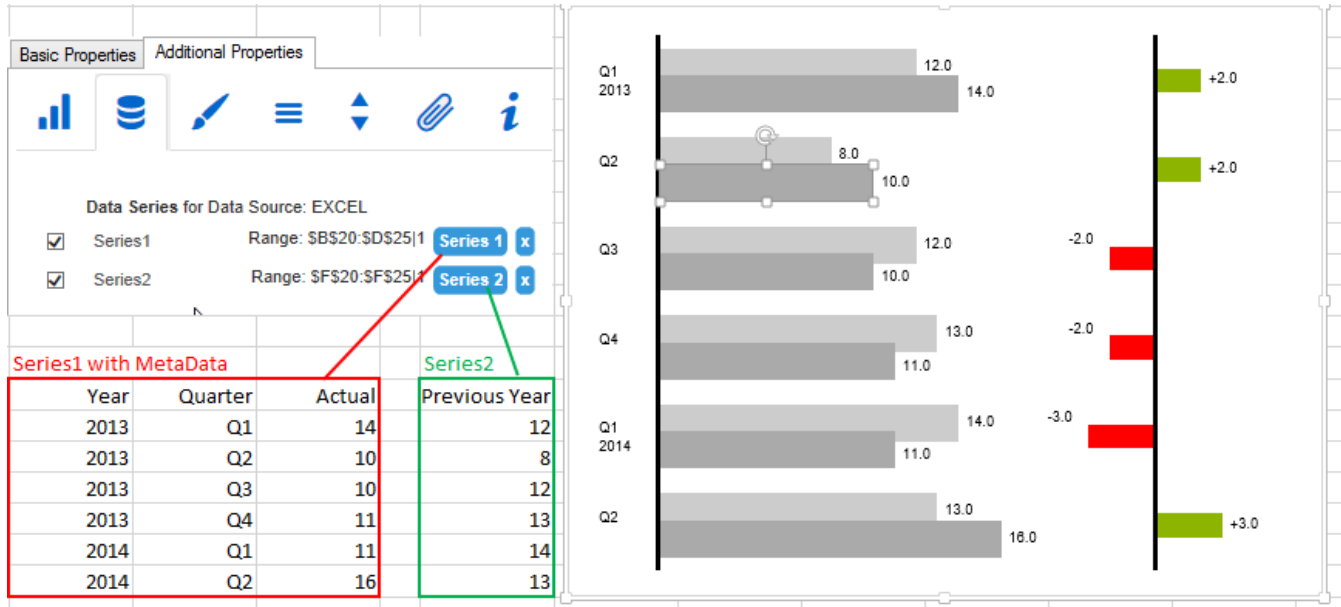 Basic Properties Additional Properties
Data Series for Data Source: EXCEL
Series1 Range: $B$20:$D$25|1 Series 1 x
Series2 Range: $F$20:$F$25|1 Series 2 x
Series1 with MetaData Series2
Year Quarter Actual Previous Year
2013 Q1 14 12
2013 Q2 10 8
2013 Q3 10 12
2013 Q4 11 13
2014 Q1 11 14
2014 Q2 16 13
Q1
2013
12.0
14.0
+2.0
Q2
8.0
10.0
+2.0
Q3
12.0
10.0
-2.0
Q4
13.0
11.0
-2.0
Q1
2014
14.0
11.0
-3.0
Q2
13.0
16.0
+3.0